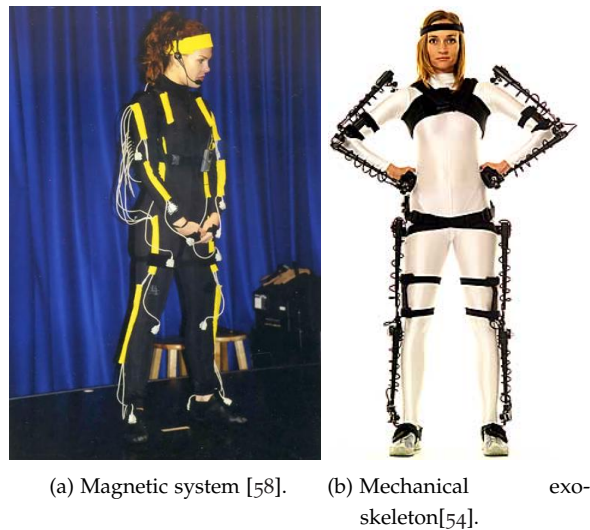 (a) Magnetic system [58].
(b) Mechanical exo-
skeleton[54].